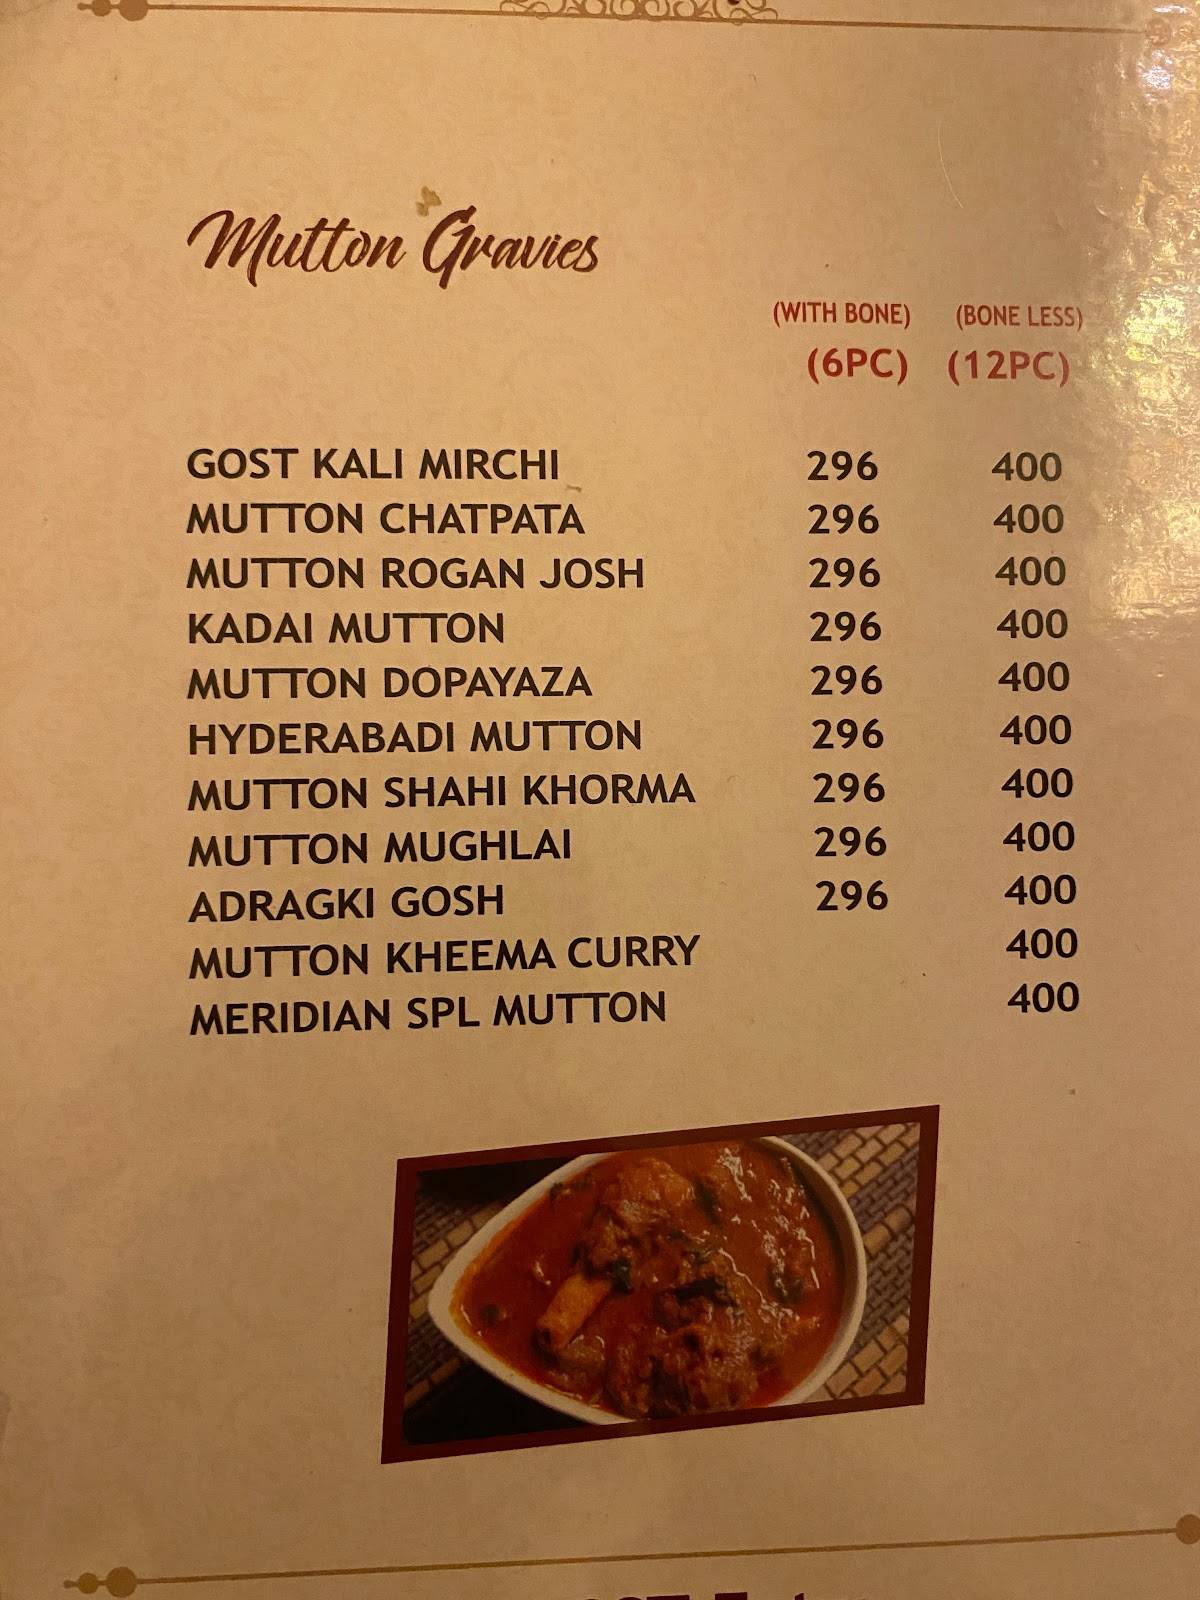 Mutton Gravies
(WITH BONE) (BONE LESS)
(6PC) (12PC)
GOST KALI MIRCHI 296 400
MUTTON CHATPATA 296 400
MUTTON ROGAN JOSH 296 400
KADAI MUTTON 296 400
MUTTON DOPAYAZA 296 400
HYDERABADI MUTTON 296 400
MUTTON SHAHI KHORMA 296 400
MUTTON MUGHLAI 296 400
ADRAGKI GOSH 296 400
MUTTON KHEEMA CURRY 400
MERIDIAN SPL MUTTON 400